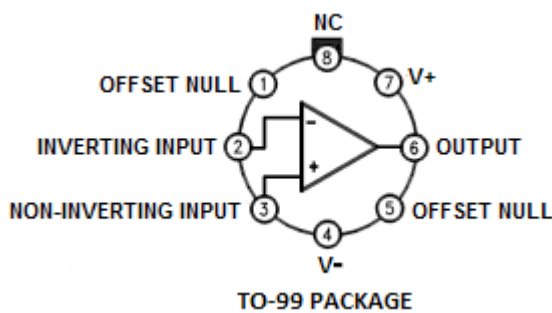 NC
8
OFFSET NULL 1 7 V+
INVERTING INPUT 2 - 6 OUTPUT
+
NON-INVERTING INPUT 3 5 OFFSET NULL
4
V-
TO-99 PACKAGE